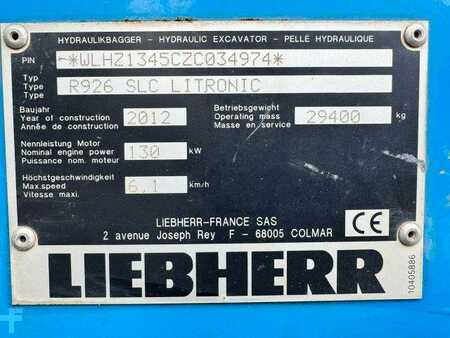 HYDRAULIKBAGGER - HYDRAULIC EXCAVATOR - PELLE HYDRAULIQUE
PIN *WLHZ1345CZC034974*
Typ
Type R926 SLC LITRONIC
Type
Baujahr
Year of construction 2012
Année de construction
Betriebsgewicht
Operating mass 29400 kg
Masse en service
Nennleistung Motor
Nominal engine power 130 kW
Puissance nom. moteur
Höchstgeschwindigkeit
Max.speed 6,1 km/h
Vitesse maxi.
LIEBHERR-FRANCE SAS
2 avenue Joseph Rey F - 68005 COLMAR
CE
LIEBHERR
10405886